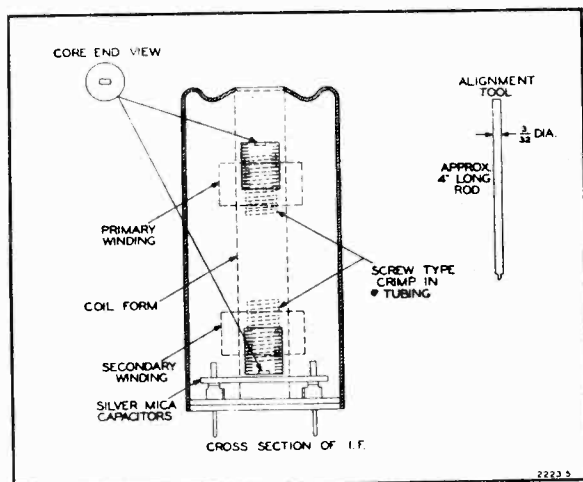 CORE END VIEW
ALIGNMENT
TOOL
3/32 DIA.
APPROX.
4" LONG
ROD
PRIMARY
WINDING
COIL FORM
SCREW TYPE
CRIMP IN
TUBING
SECONDARY
WINDING
SILVER MICA
CAPACITORS
CROSS SECTION OF I.F.
2223 5